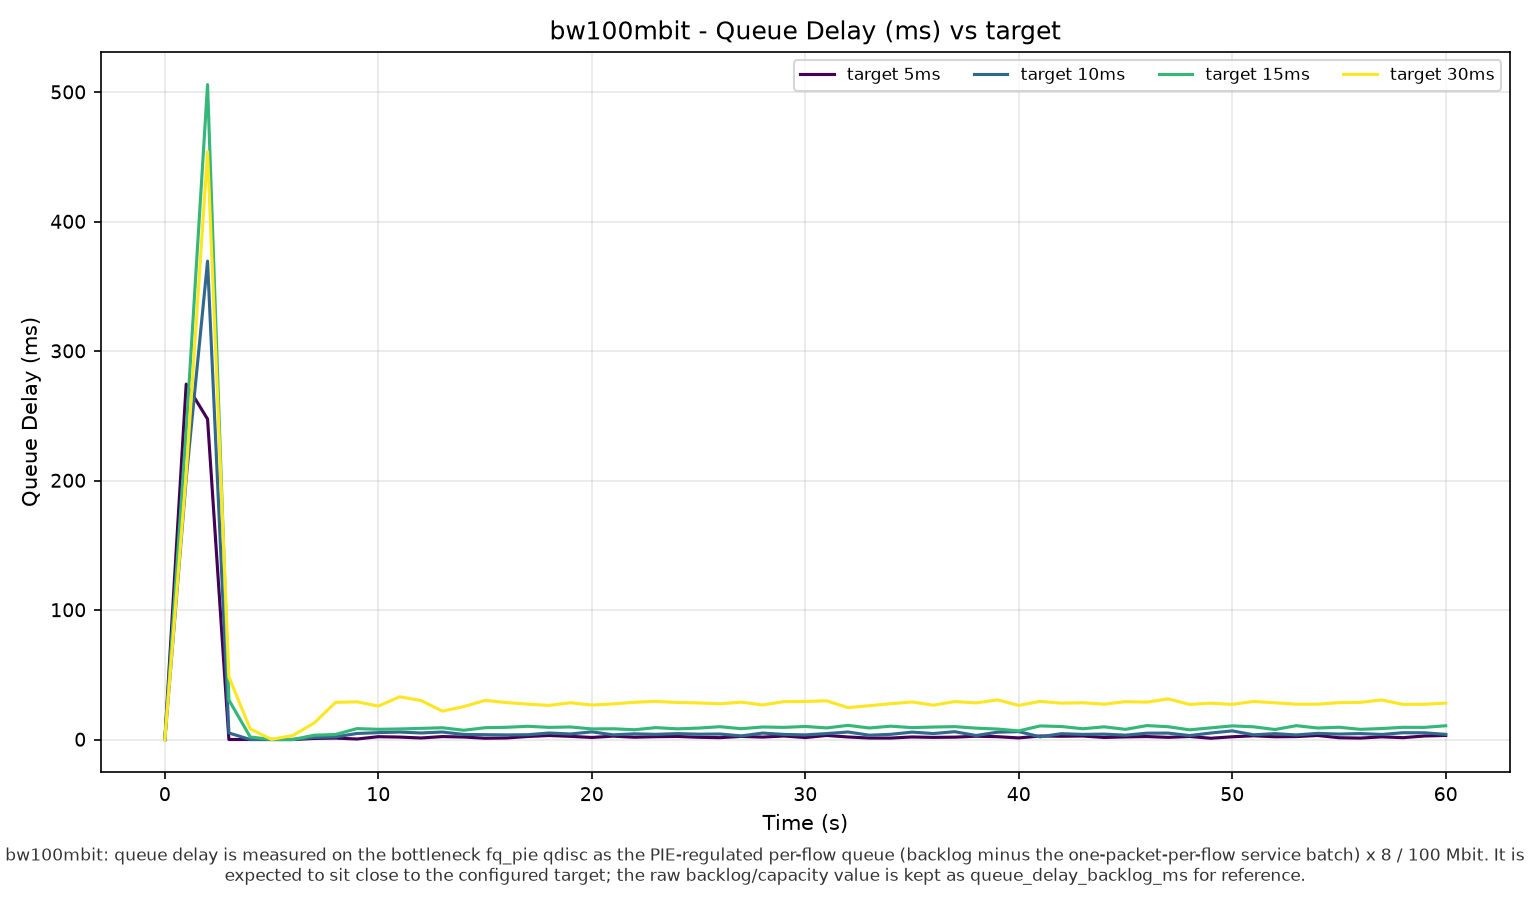 bw100mbit - Queue Delay (ms) vs target
target 5ms
target 10ms
target 15ms
target 30ms
Queue Delay (ms)
500
400
300
200
100
0
0
10
20
30
40
50
60
Time (s)
bw100mbit: queue delay is measured on the bottleneck fq_pie qdisc as the PIE-regulated per-flow queue (backlog minus the one-packet-per-flow service batch) x 8 / 100 Mbit. It is
expected to sit close to the configured target; the raw backlog/capacity value is kept as queue_delay_backlog_ms for reference.